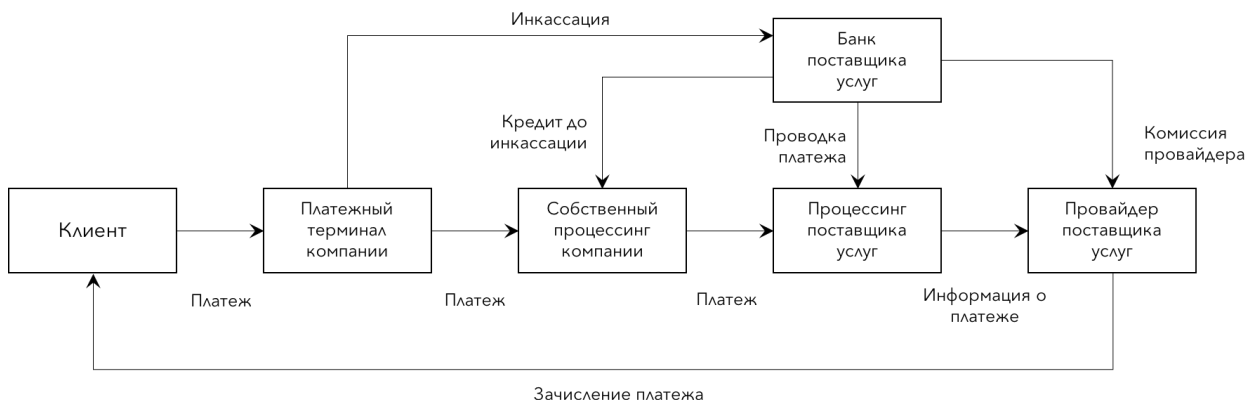 Инкассация
Банк
поставщика
услуг
Кредит до
инкассации
Проводка
платежа
Комиссия
провайдера
Клиент
Платежный
терминал
компании
Собственный
процессинг
компании
Процессинг
поставщика
услуг
Провайдер
поставщика
услуг
Платеж
Платеж
Платеж
Информация о
платеже
Зачисление платежа